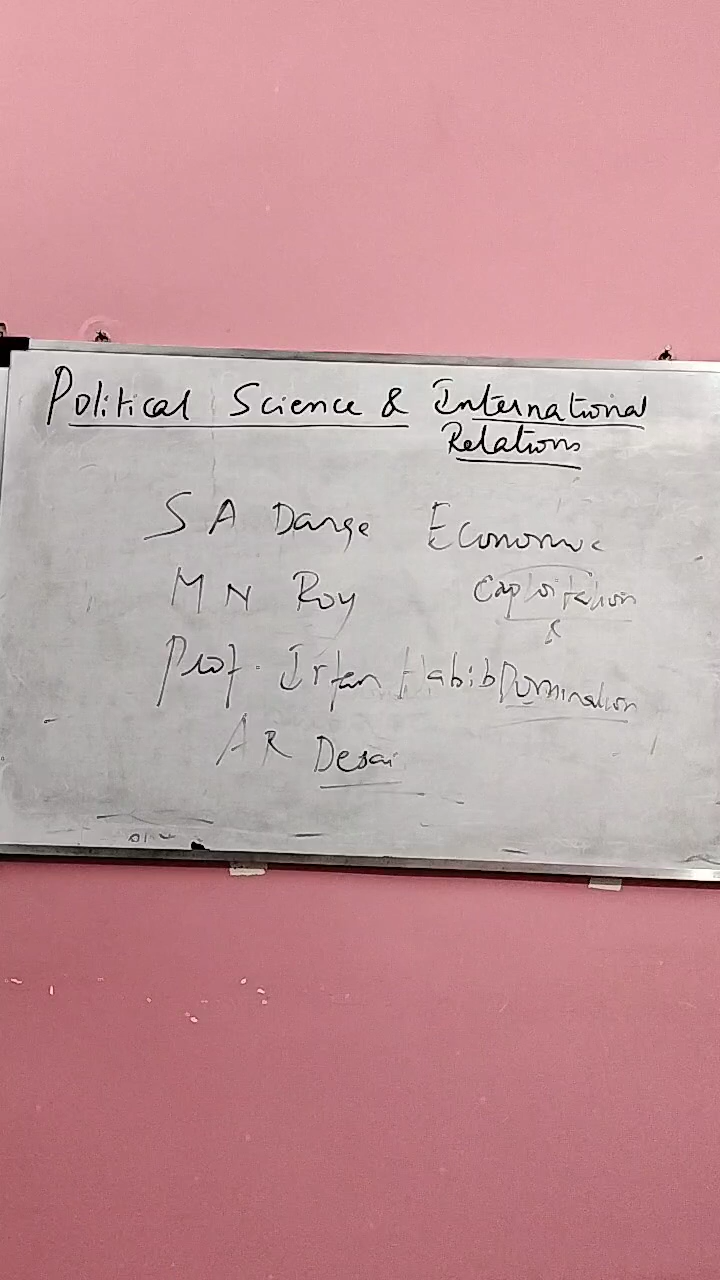 Political Science & International
Relations
S A Dange Economic
M N Roy Exploitation
&
Prof. Irfan Habib Domination
A R Desai